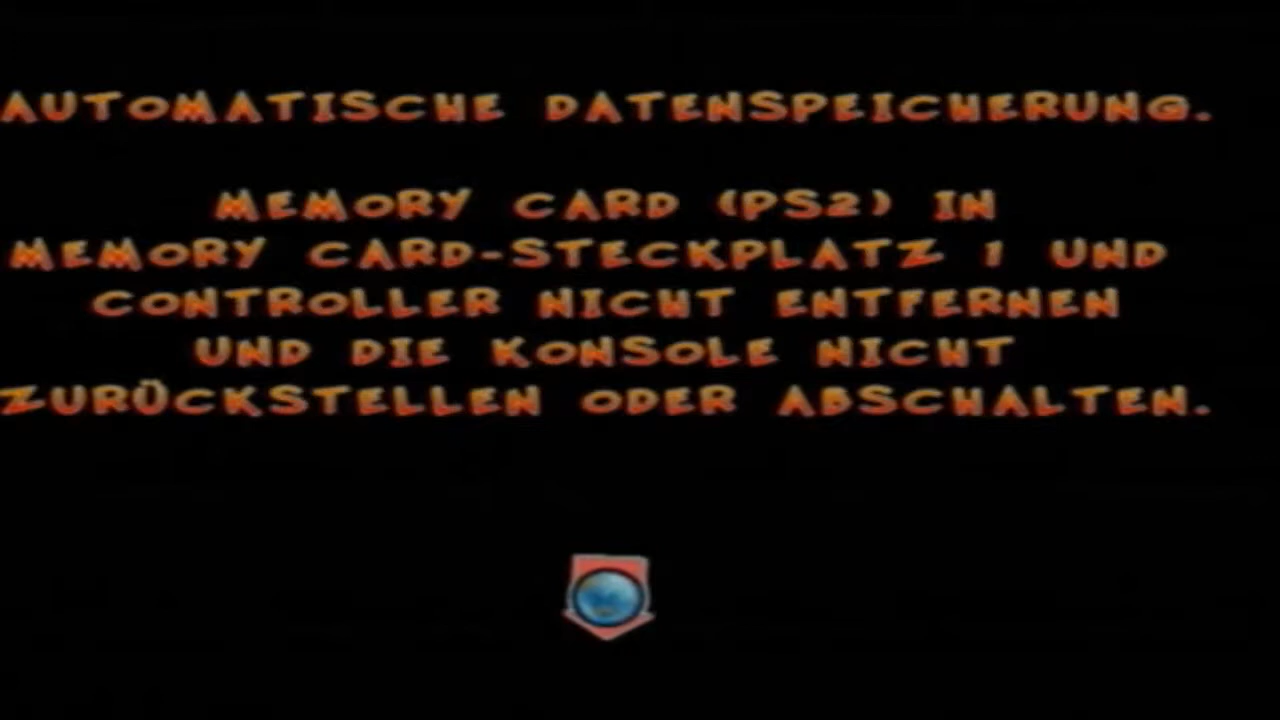 AUTOMATISCHE DATENSPEICHERUNG.
MEMORY CARD (PS2) IN
MEMORY CARD-STECKPLATZ 1 UND
CONTROLLER NICHT ENTFERNEN
UND DIE KONSOLE NICHT
ZURÜCKSTELLEN ODER ABSCHALTEN.